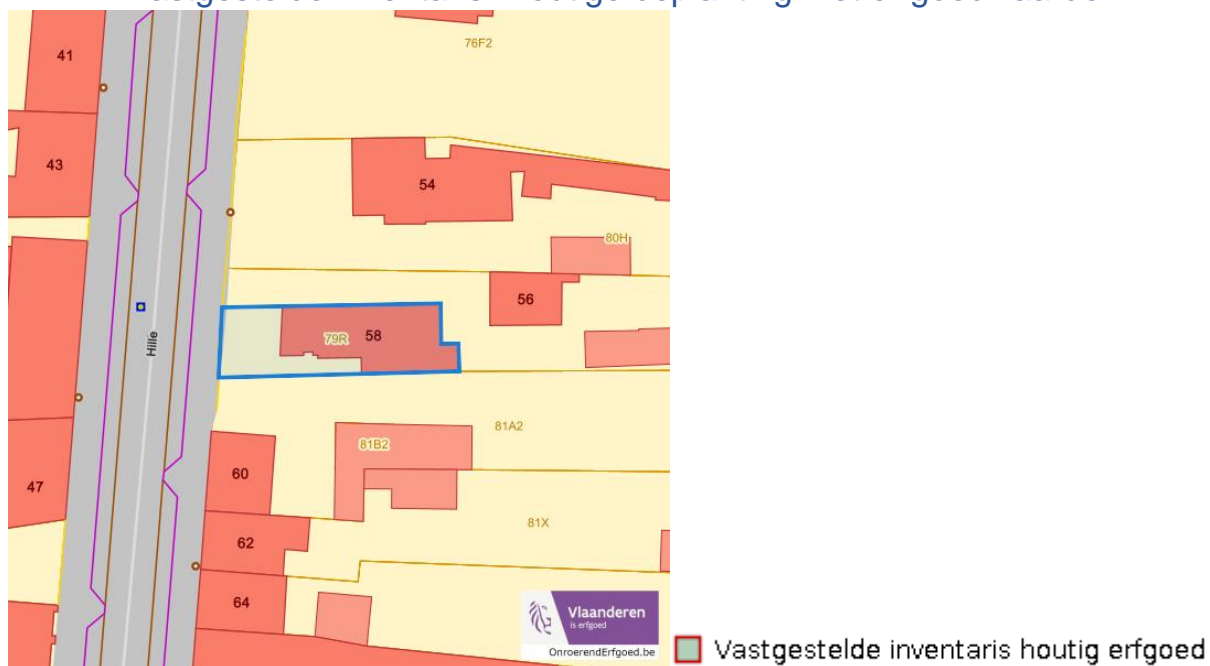 76F2
41
43
54
80H
56
79R
58
Hille
81A2
81B2
60
47
81X
62
64
Vlaanderen
is erfgoed
OnroerendErfgoed.be
Vastgestelde inventaris houtig erfgoed